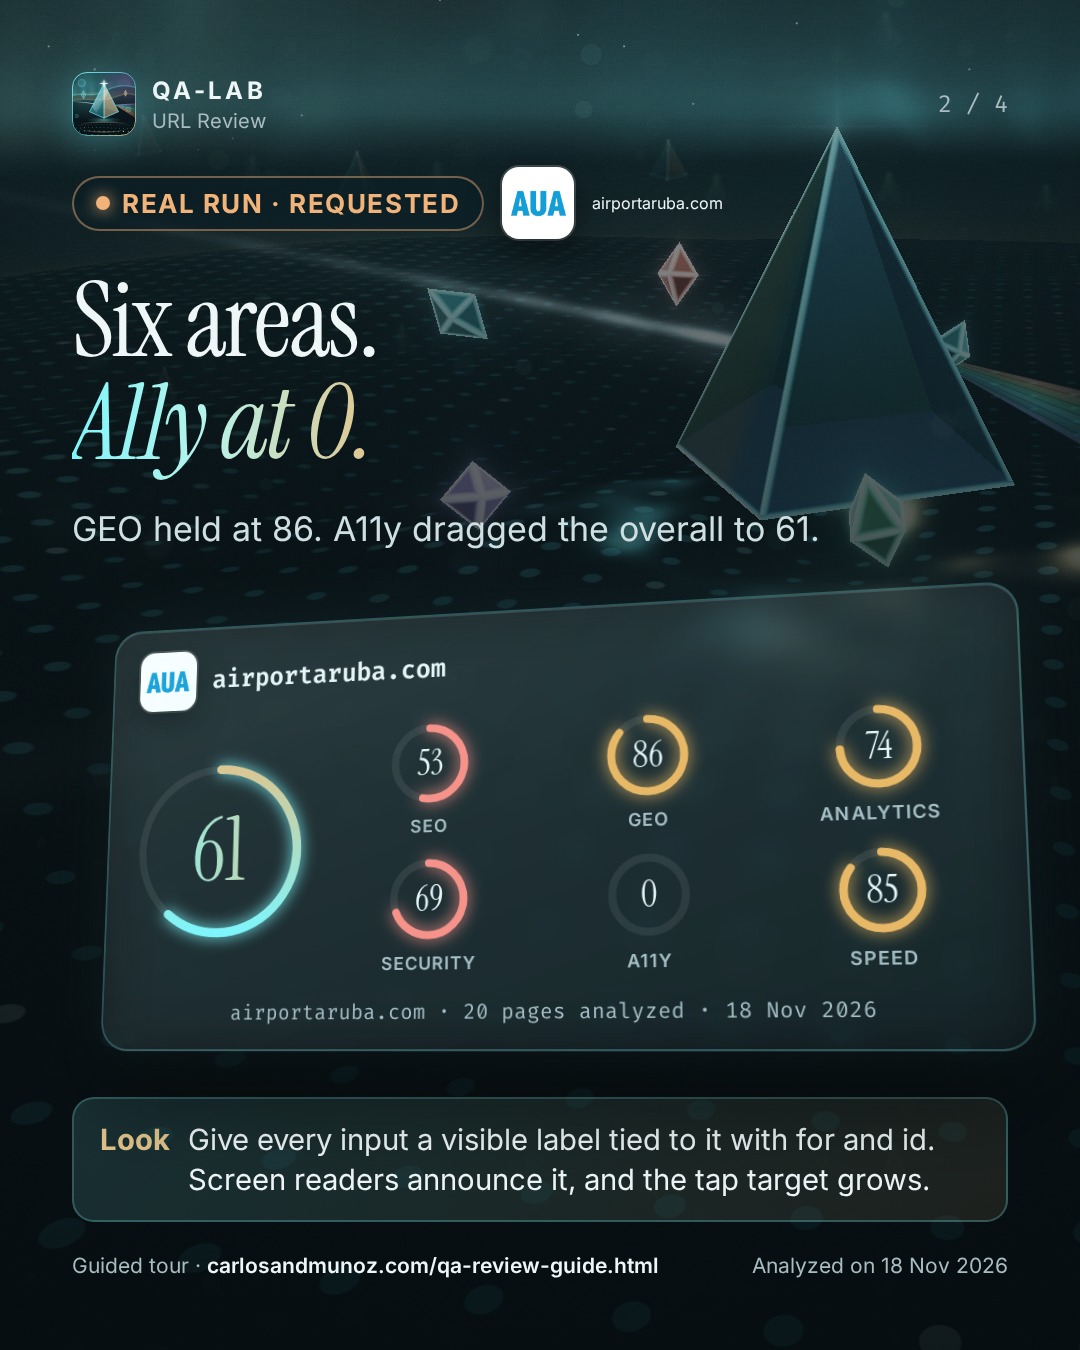 QA-LAB
URL Review
2 / 4
REAL RUN · REQUESTED
AUA
airportaruba.com
Six areas.
A11y at 0.
GEO held at 86. A11y dragged the overall to 61.
AUA
airportaruba.com
61
53
SEO
86
GEO
74
ANALYTICS
69
SECURITY
0
A11Y
85
SPEED
airportaruba.com · 20 pages analyzed · 18 Nov 2026
Look
Give every input a visible label tied to it with for and id.
Screen readers announce it, and the tap target grows.
Guided tour · carlosandmunoz.com/qa-review-guide.html
Analyzed on 18 Nov 2026